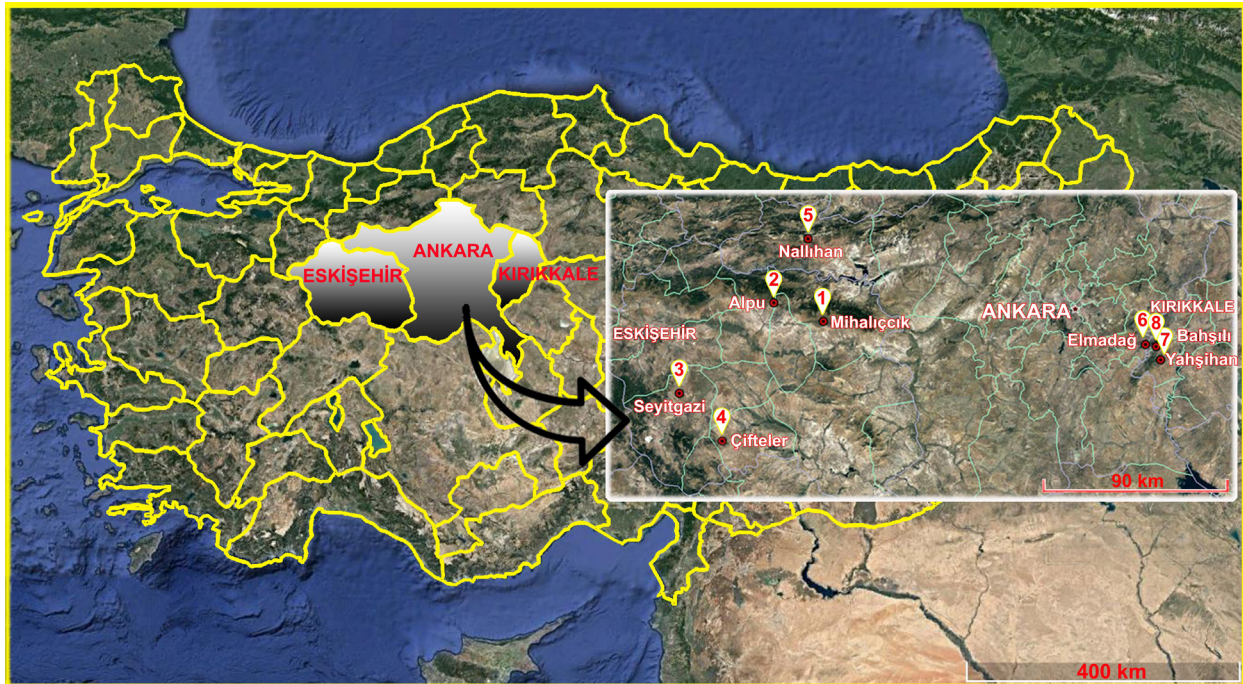 ANKARA
ESKİŞEHİR
KIRIKKALE
5
Nallıhan
2
Alpu
1
Mihalıçcık
ANKARA
KIRIKKALE
6 8
7
Elmadağ
Bahşılı
Yahşihan
ESKİŞEHİR
3
Seyitgazi
4
Çifteler
90 km
400 km